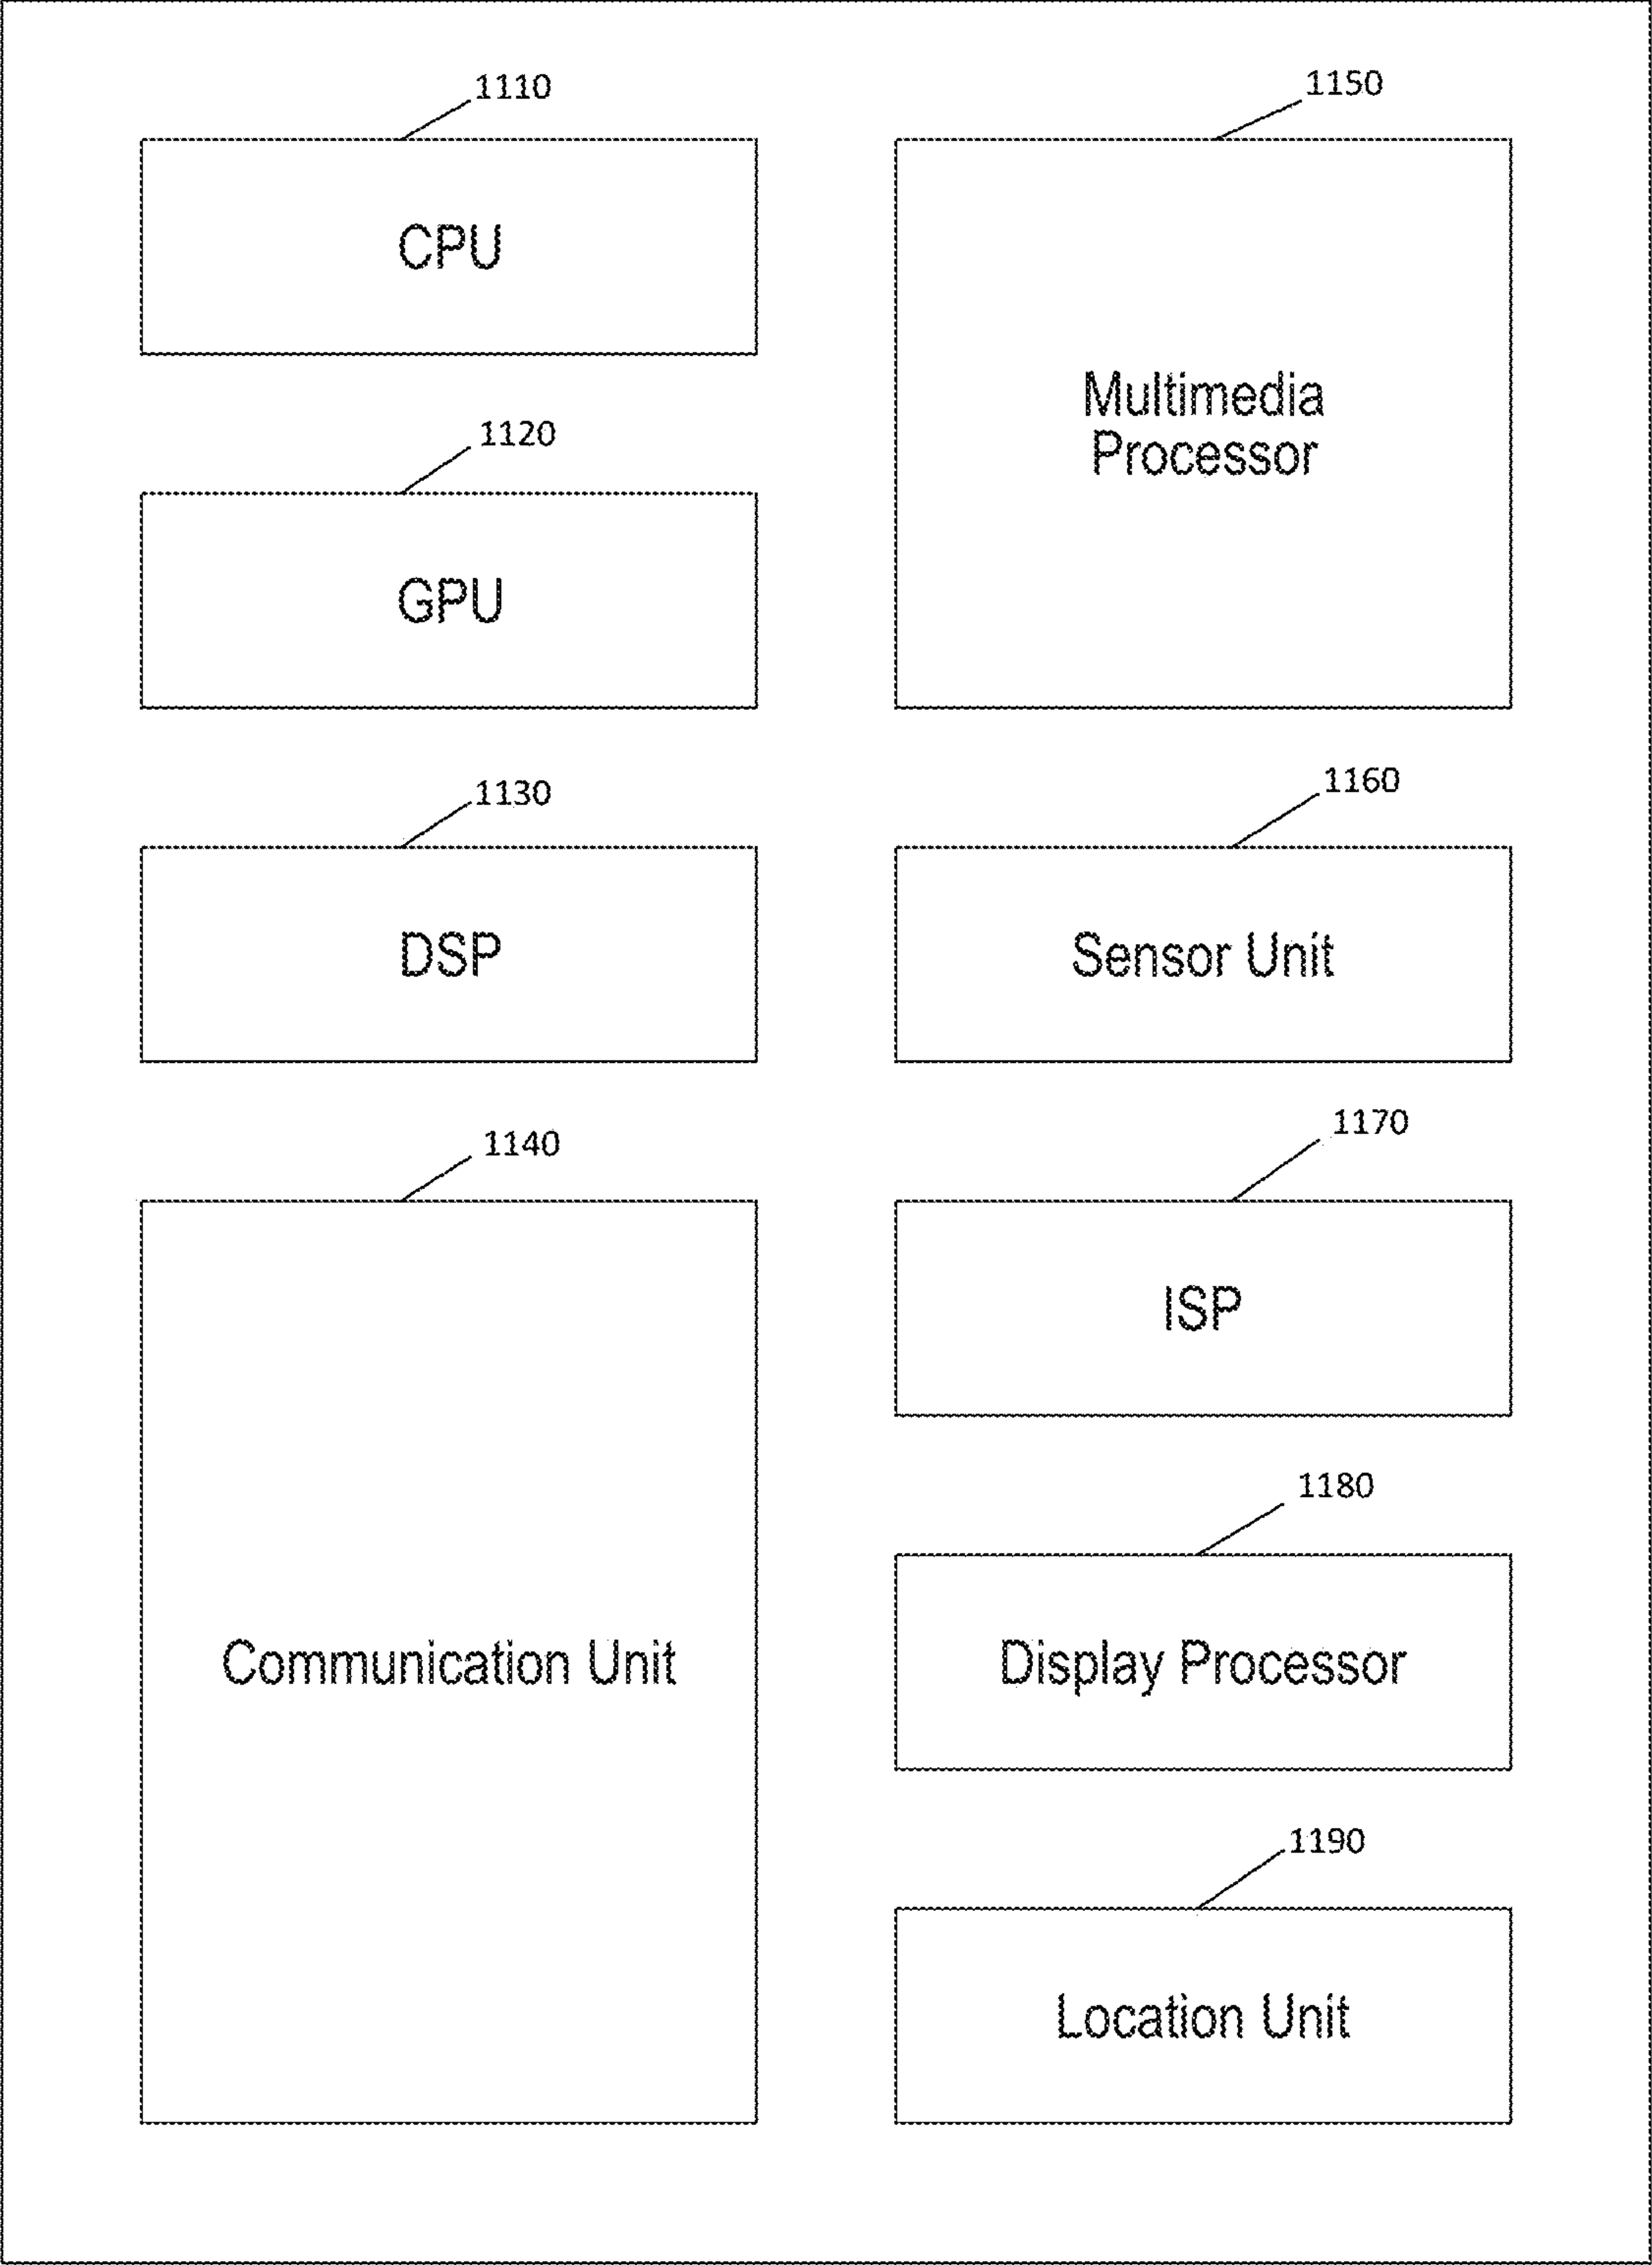 1110
CPU
1120
GPU
1130
DSP
1140
Communication Unit
1150
Multimedia
Processor
1160
Sensor Unit
1170
ISP
1180
Display Processor
1190
Location Unit